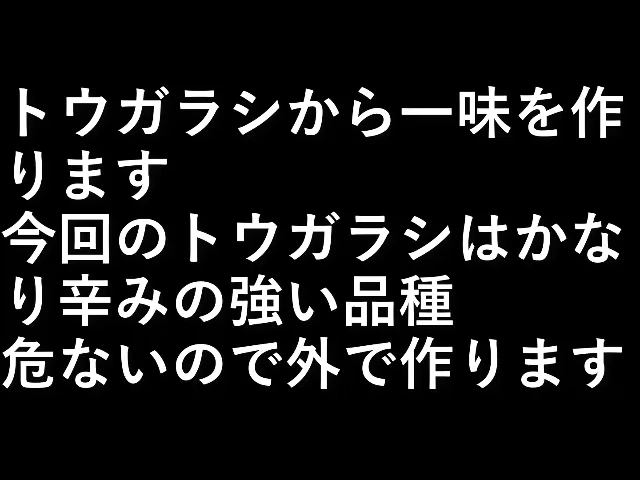 トウガラシから一味を作
ります
今回のトウガラシはかな
り辛みの強い品種
危ないので外で作ります